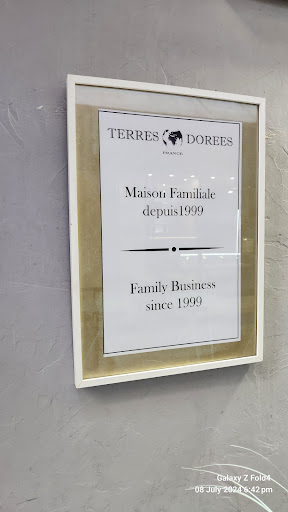 TERRES DOREES
FRANCE
Maison Familiale
depuis1999
Family Business
since 1999
Galaxy Z Fold4
08 July 2024 6:42 pm